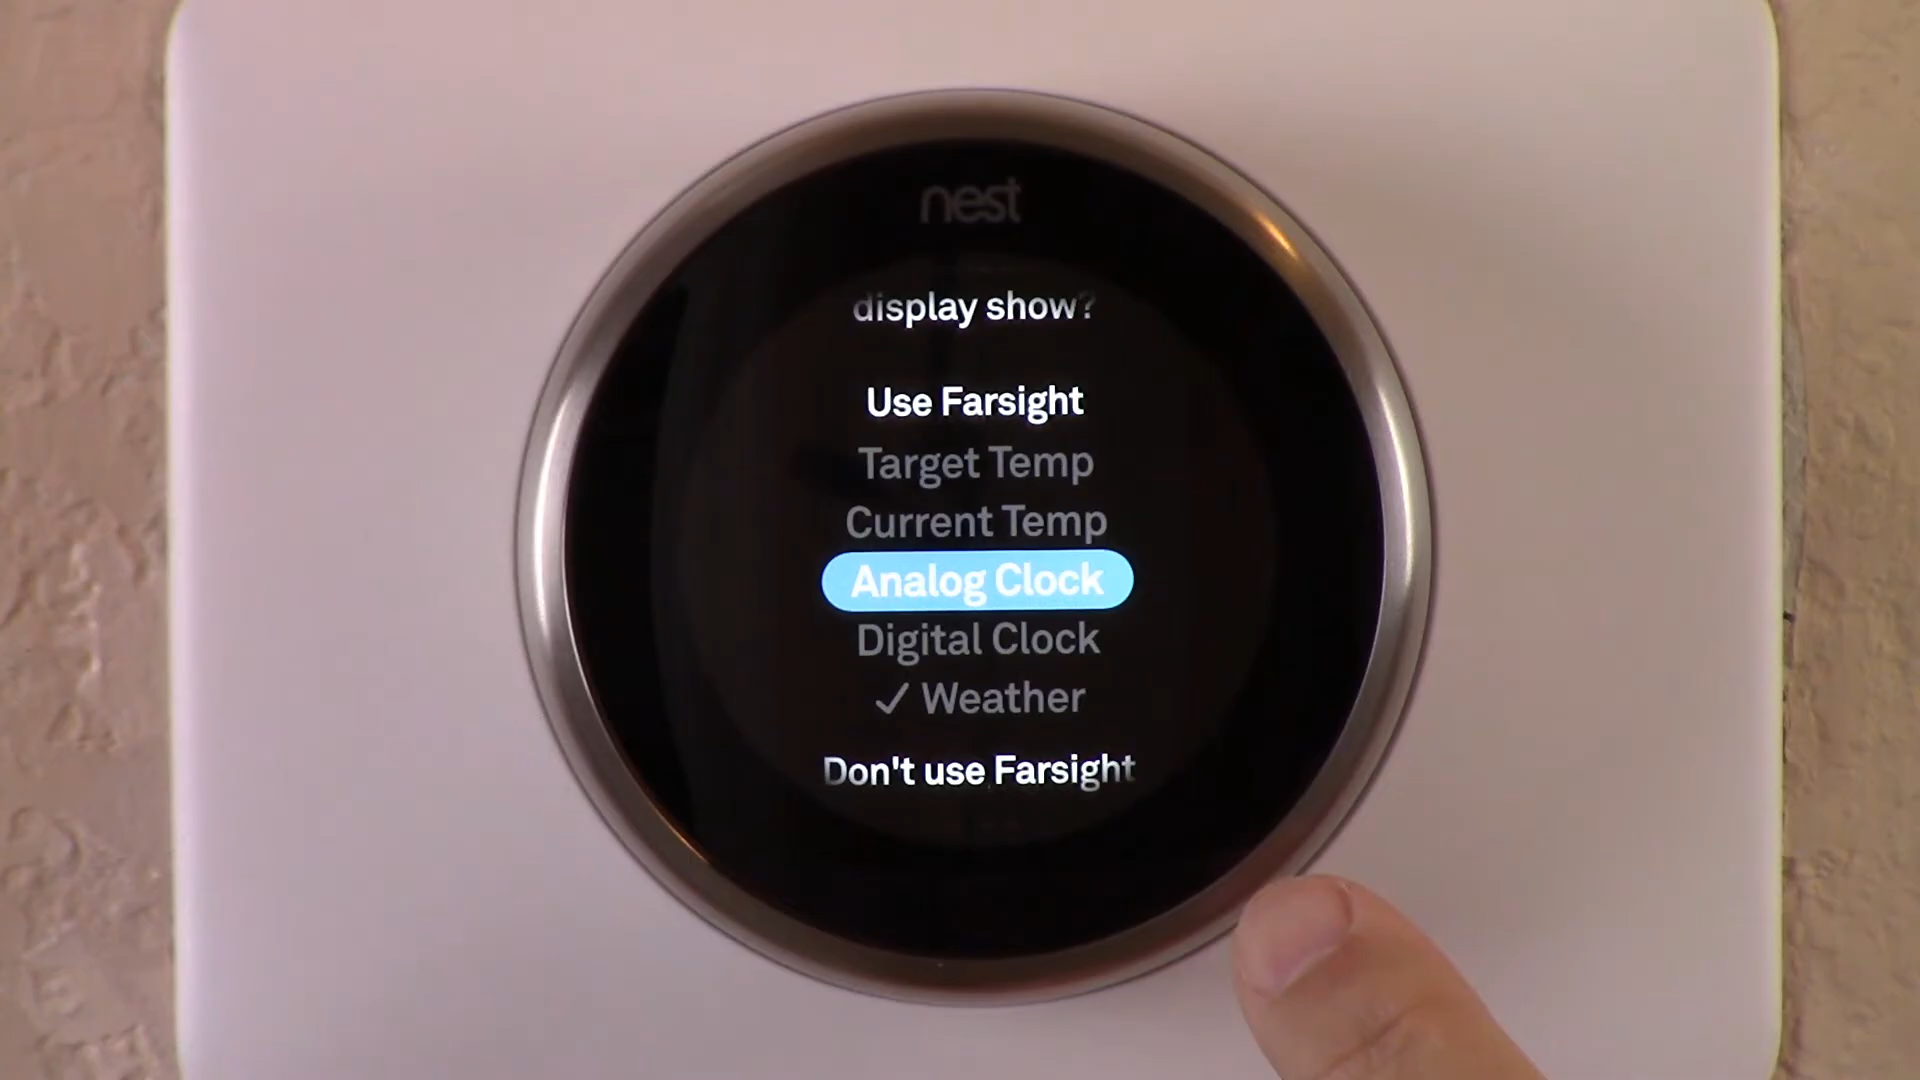 nest
display show?
Use Farsight
Target Temp
Current Temp
Analog Clock
Digital Clock
✓ Weather
Don't use Farsight